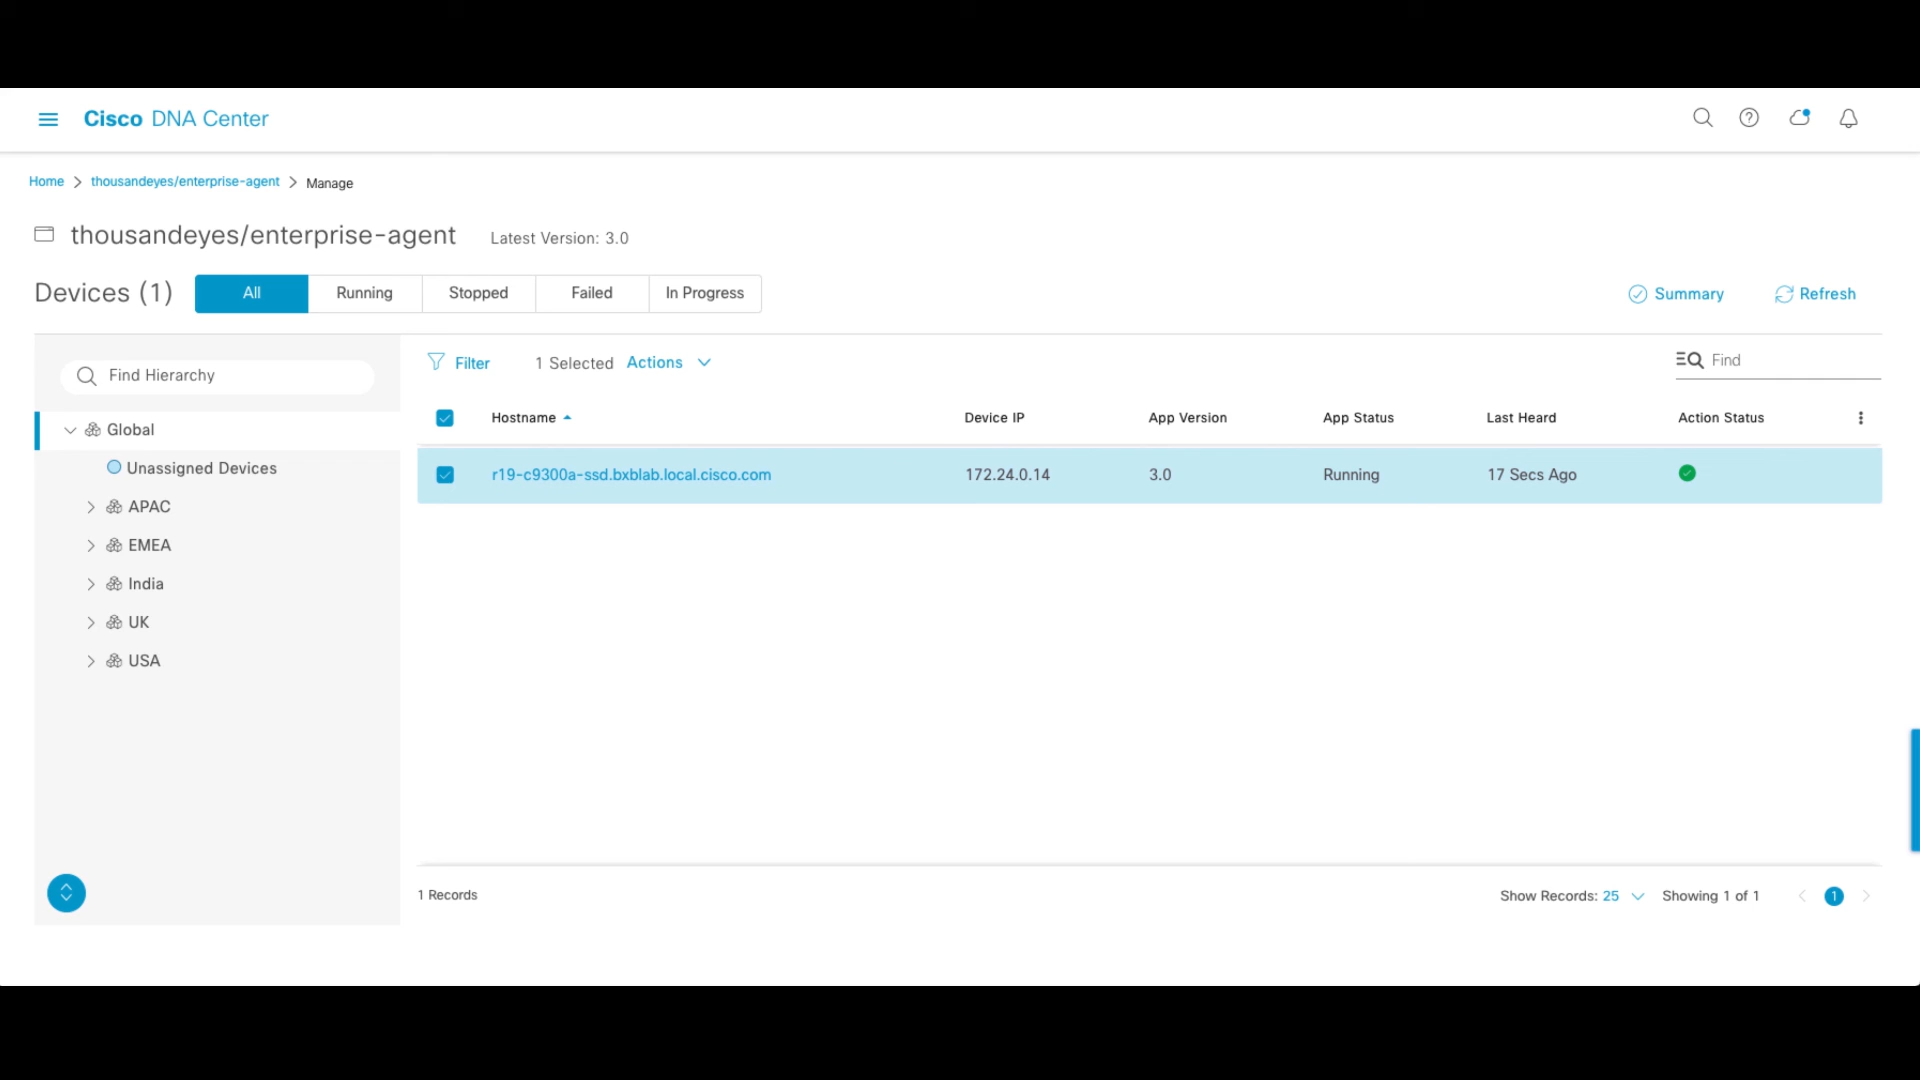 Cisco DNA Center
Home > thousandeyes/enterprise-agent > Manage
thousandeyes/enterprise-agent Latest Version: 3.0
Devices (1) All Running Stopped Failed In Progress Summary Refresh
Find Hierarchy
Global
Unassigned Devices
APAC
EMEA
India
UK
USA
Filter 1 Selected Actions Find
Hostname Device IP App Version App Status Last Heard Action Status
r19-c9300a-ssd.bxblab.local.cisco.com 172.24.0.14 3.0 Running 17 Secs Ago
1 Records Show Records: 25 Showing 1 of 1 1